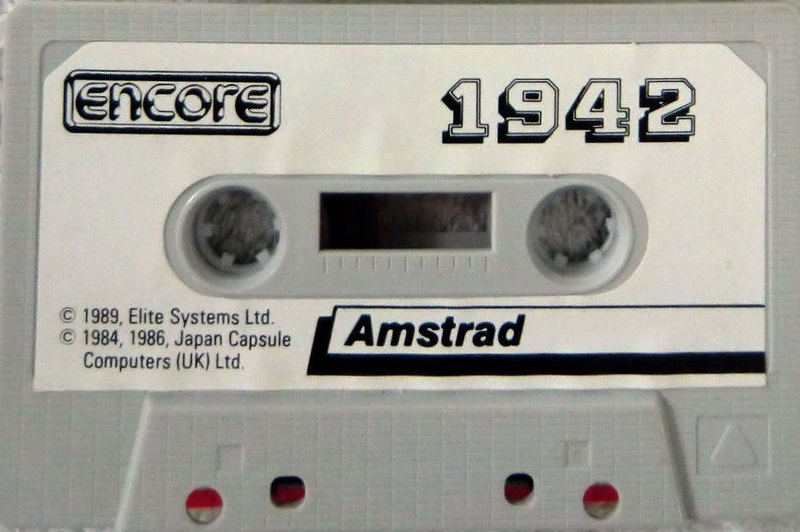 ENCORE
1942
© 1989, Elite Systems Ltd.
© 1984, 1986, Japan Capsule
Computers (UK) Ltd.
Amstrad